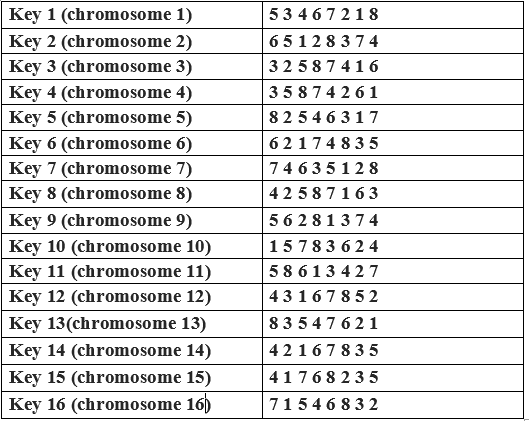 Key 1 (chromosome 1) 5 3 4 6 7 2 1 8
Key 2 (chromosome 2) 6 5 1 2 8 3 7 4
Key 3 (chromosome 3) 3 2 5 8 7 4 1 6
Key 4 (chromosome 4) 3 5 8 7 4 2 6 1
Key 5 (chromosome 5) 8 2 5 4 6 3 1 7
Key 6 (chromosome 6) 6 2 1 7 4 8 3 5
Key 7 (chromosome 7) 7 4 6 3 5 1 2 8
Key 8 (chromosome 8) 4 2 5 8 7 1 6 3
Key 9 (chromosome 9) 5 6 2 8 1 3 7 4
Key 10 (chromosome 10) 1 5 7 8 3 6 2 4
Key 11 (chromosome 11) 5 8 6 1 3 4 2 7
Key 12 (chromosome 12) 4 3 1 6 7 8 5 2
Key 13(chromosome 13) 8 3 5 4 7 6 2 1
Key 14 (chromosome 14) 4 2 1 6 7 8 3 5
Key 15 (chromosome 15) 4 1 7 6 8 2 3 5
Key 16 (chromosome 16) 7 1 5 4 6 8 3 2